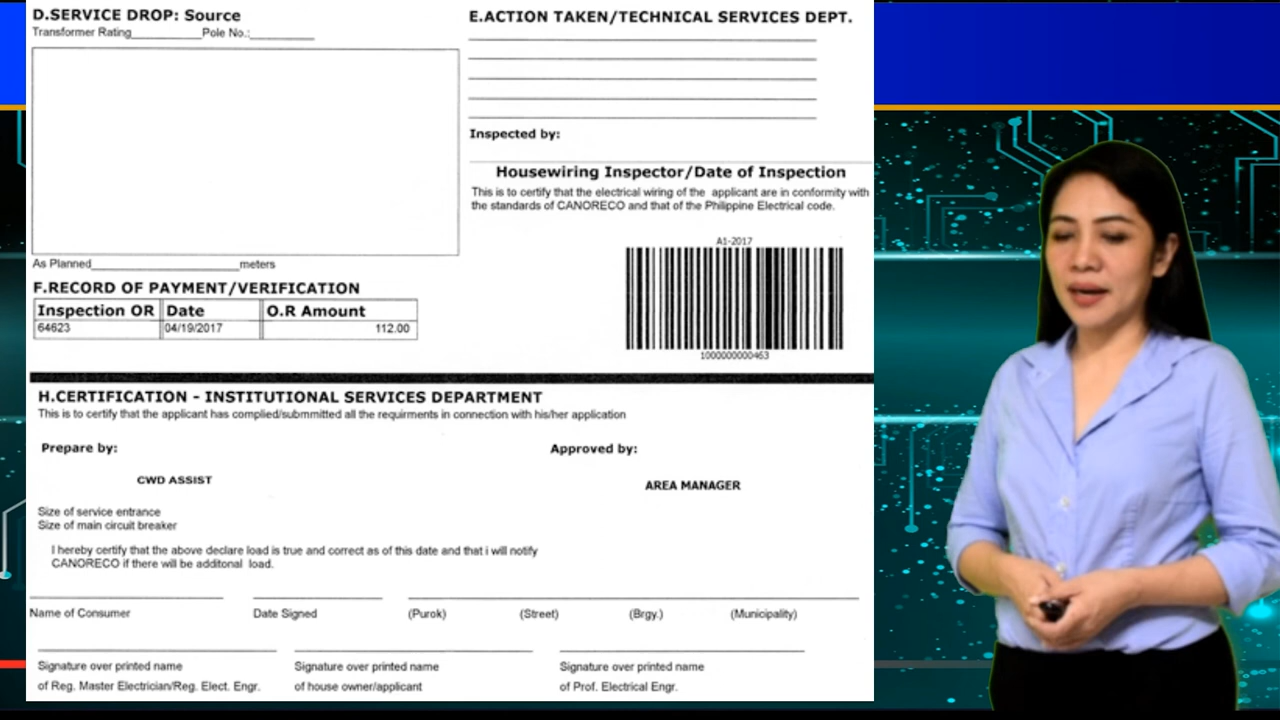 D.SERVICE DROP: Source
Transformer Rating____________Pole No.:___________
As Planned_________________________meters
F.RECORD OF PAYMENT/VERIFICATION
Inspection OR Date O.R Amount
64623 04/19/2017 112.00
E.ACTION TAKEN/TECHNICAL SERVICES DEPT.
Inspected by:
Housewiring Inspector/Date of Inspection
This is to certify that the electrical wiring of the applicant are in conformity with
the standards of CANORECO and that of the Philippine Electrical code.
A1-2017
1000000000463
H.CERTIFICATION - INSTITUTIONAL SERVICES DEPARTMENT
This is to certify that the applicant has complied/submmitted all the requirments in connection with his/her application
Prepare by: Approved by:
CWD ASSIST AREA MANAGER
Size of service entrance
Size of main circuit breaker
I hereby certify that the above declare load is true and correct as of this date and that i will notify
CANORECO if there will be additonal load.
Name of Consumer Date Signed (Purok) (Street) (Brgy.) (Municipality)
Signature over printed name Signature over printed name Signature over printed name
of Reg. Master Electrician/Reg. Elect. Engr. of house owner/applicant of Prof. Electrical Engr.